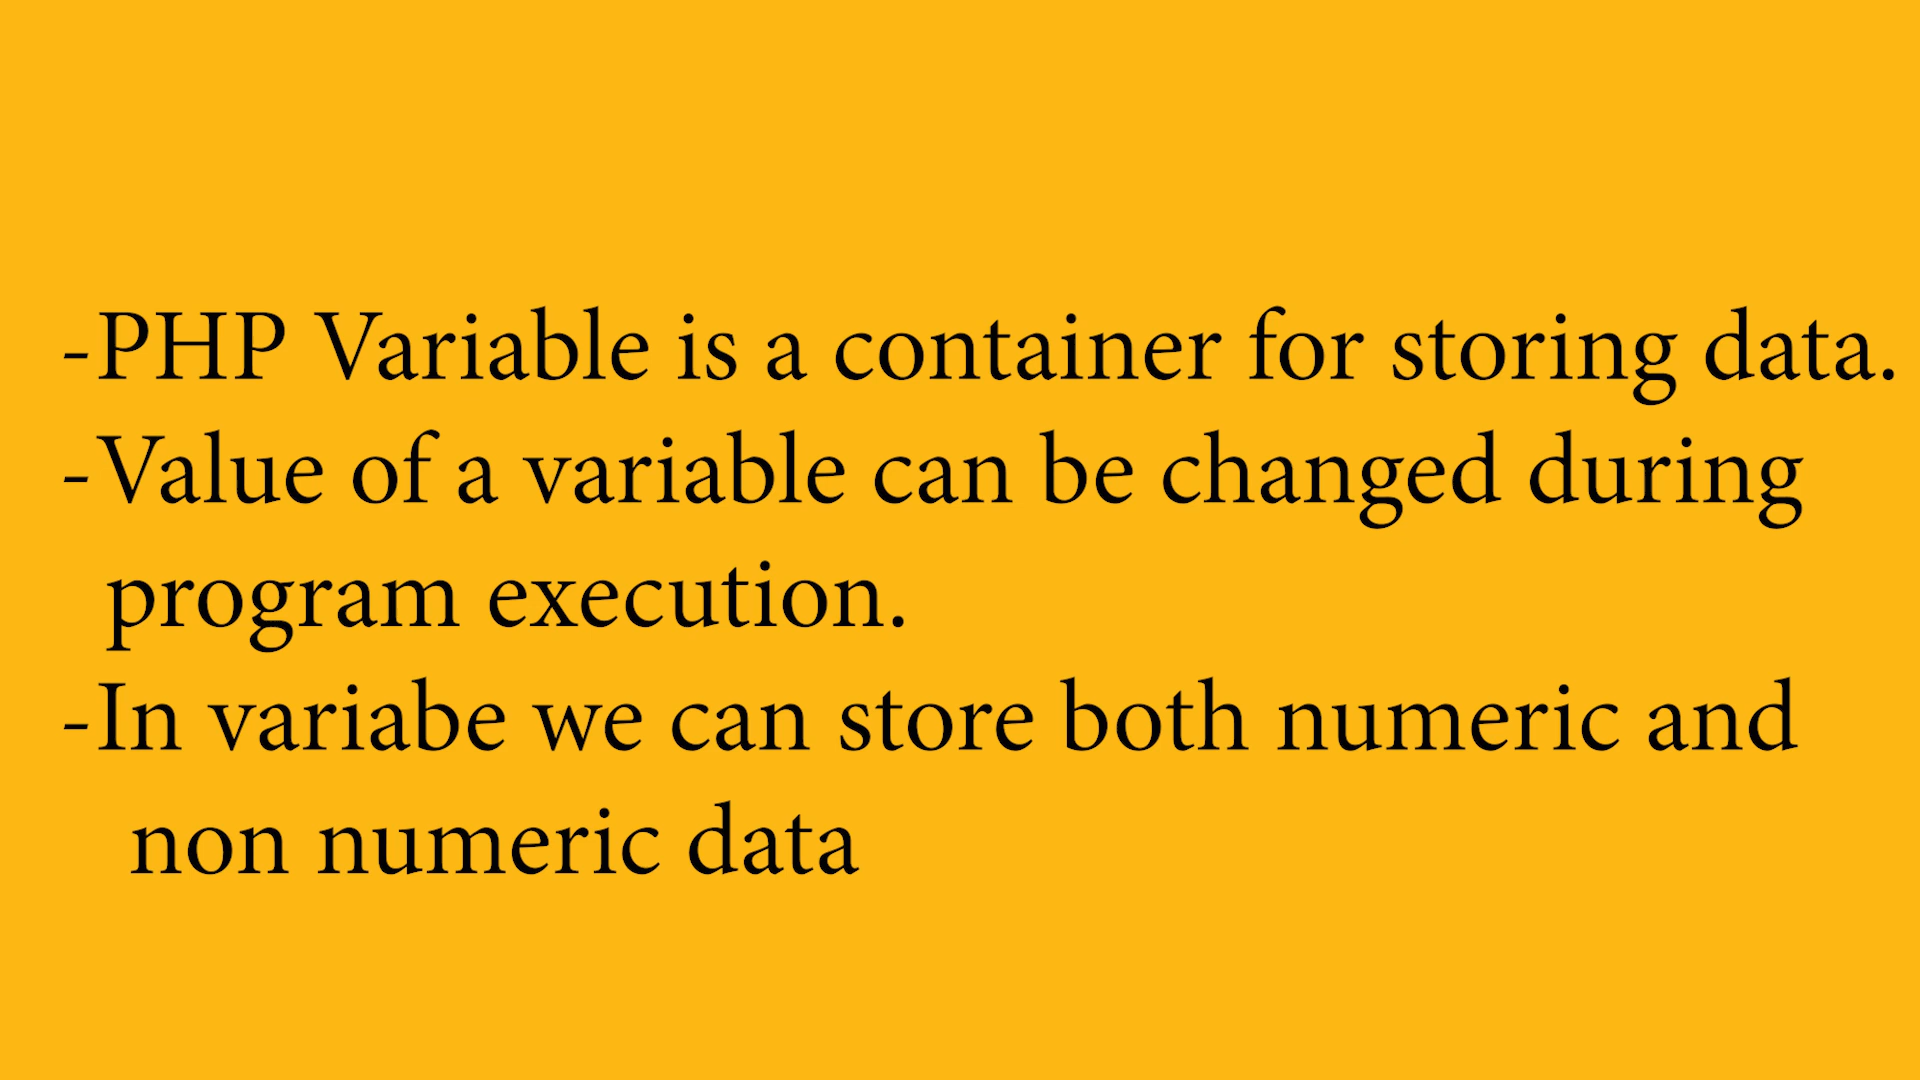 -PHP Variable is a container for storing data.
-Value of a variable can be changed during
program execution.
-In variabe we can store both numeric and
non numeric data